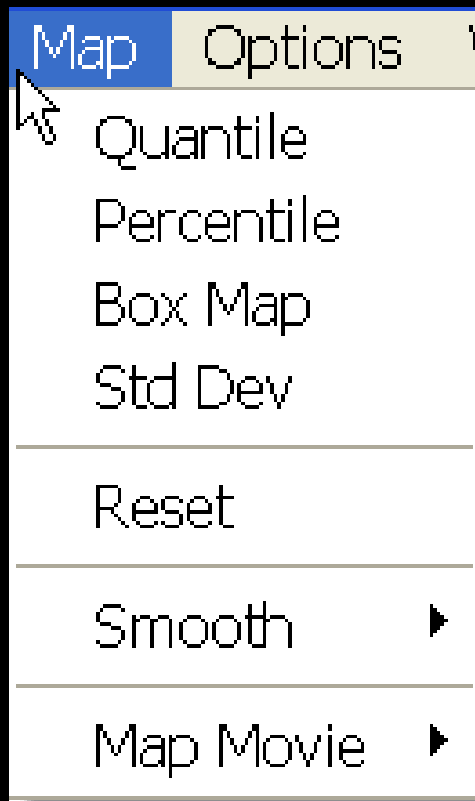 Map Options
Quantile
Percentile
Box Map
Std Dev
Reset
Smooth
Map Movie